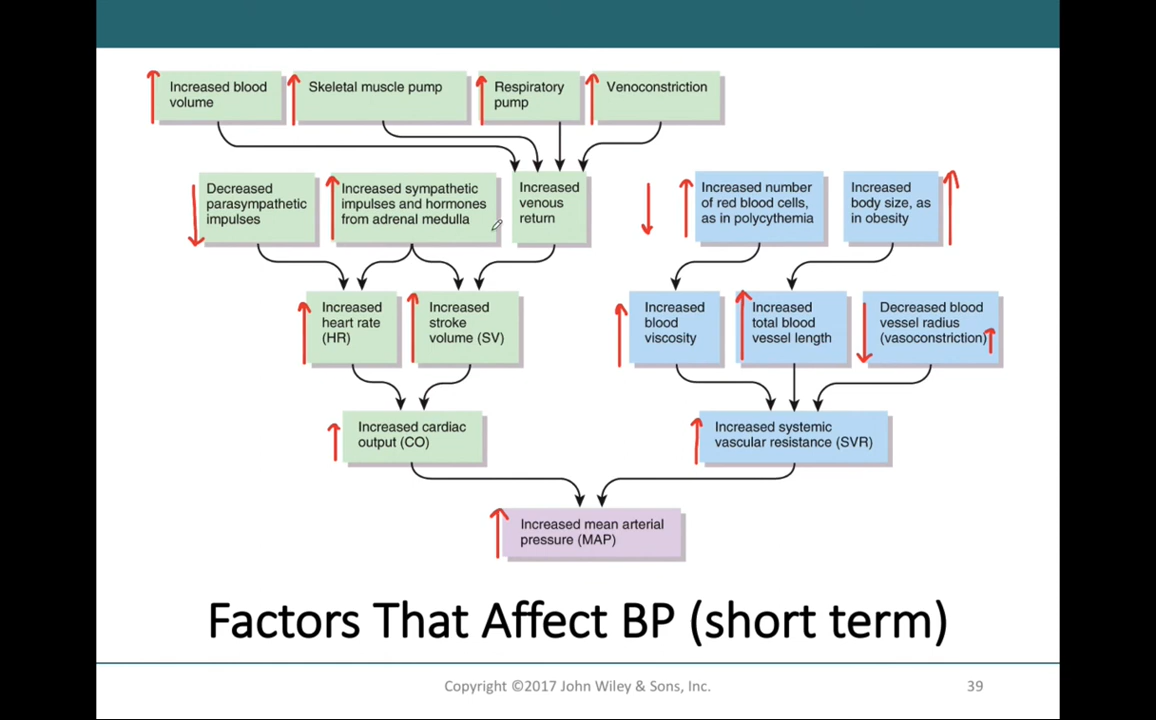 Increased blood
volume
Skeletal muscle pump
Respiratory
pump
Venoconstriction
Decreased
parasympathetic
impulses
Increased sympathetic
impulses and hormones
from adrenal medulla
Increased
venous
return
Increased number
of red blood cells,
as in polycythemia
Increased
body size, as
in obesity
Increased
heart rate
(HR)
Increased
stroke
volume (SV)
Increased
blood
viscosity
Increased
total blood
vessel length
Decreased blood
vessel radius
(vasoconstriction)
Increased cardiac
output (CO)
Increased systemic
vascular resistance (SVR)
Increased mean arterial
pressure (MAP)
Factors That Affect BP (short term)
Copyright ©2017 John Wiley & Sons, Inc.
39